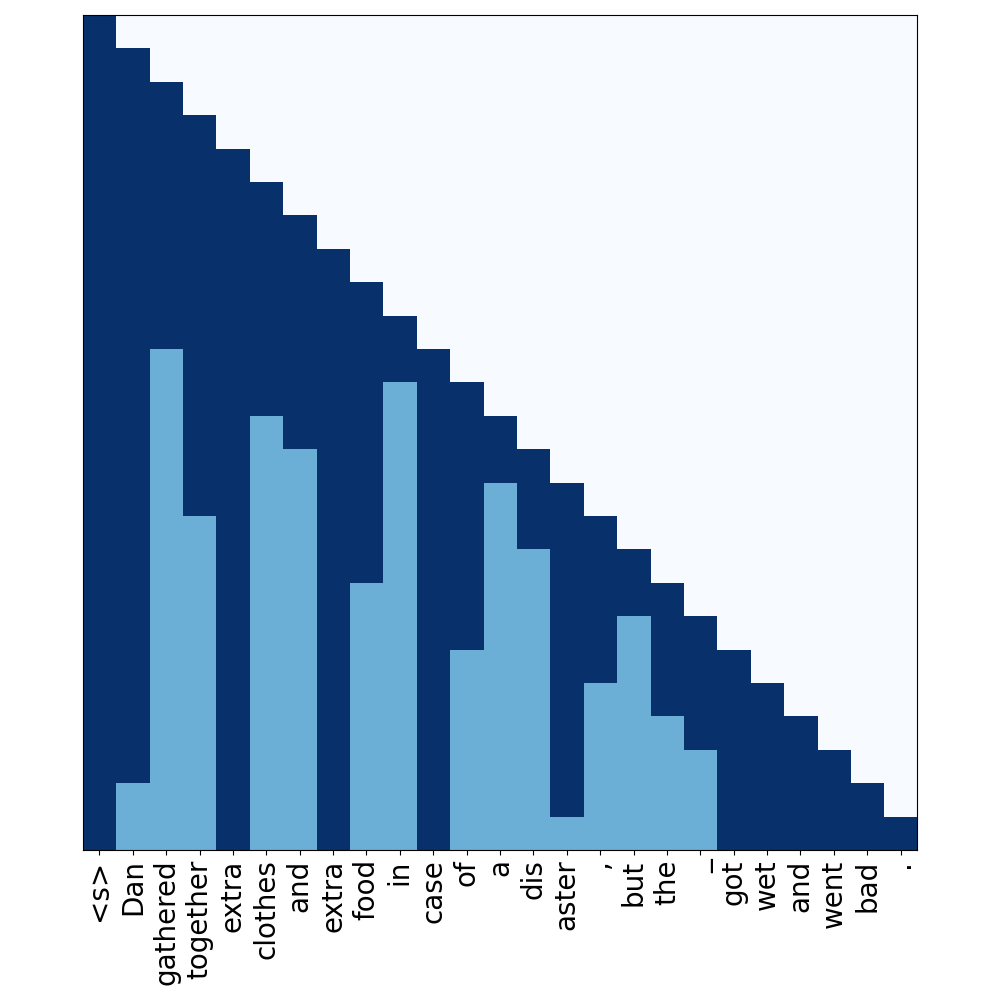 <s>
Dan
gathered
together
extra
clothes
and
extra
food
in
case
of
a
dis
aster
,
but
the
_
got
wet
and
went
bad
.